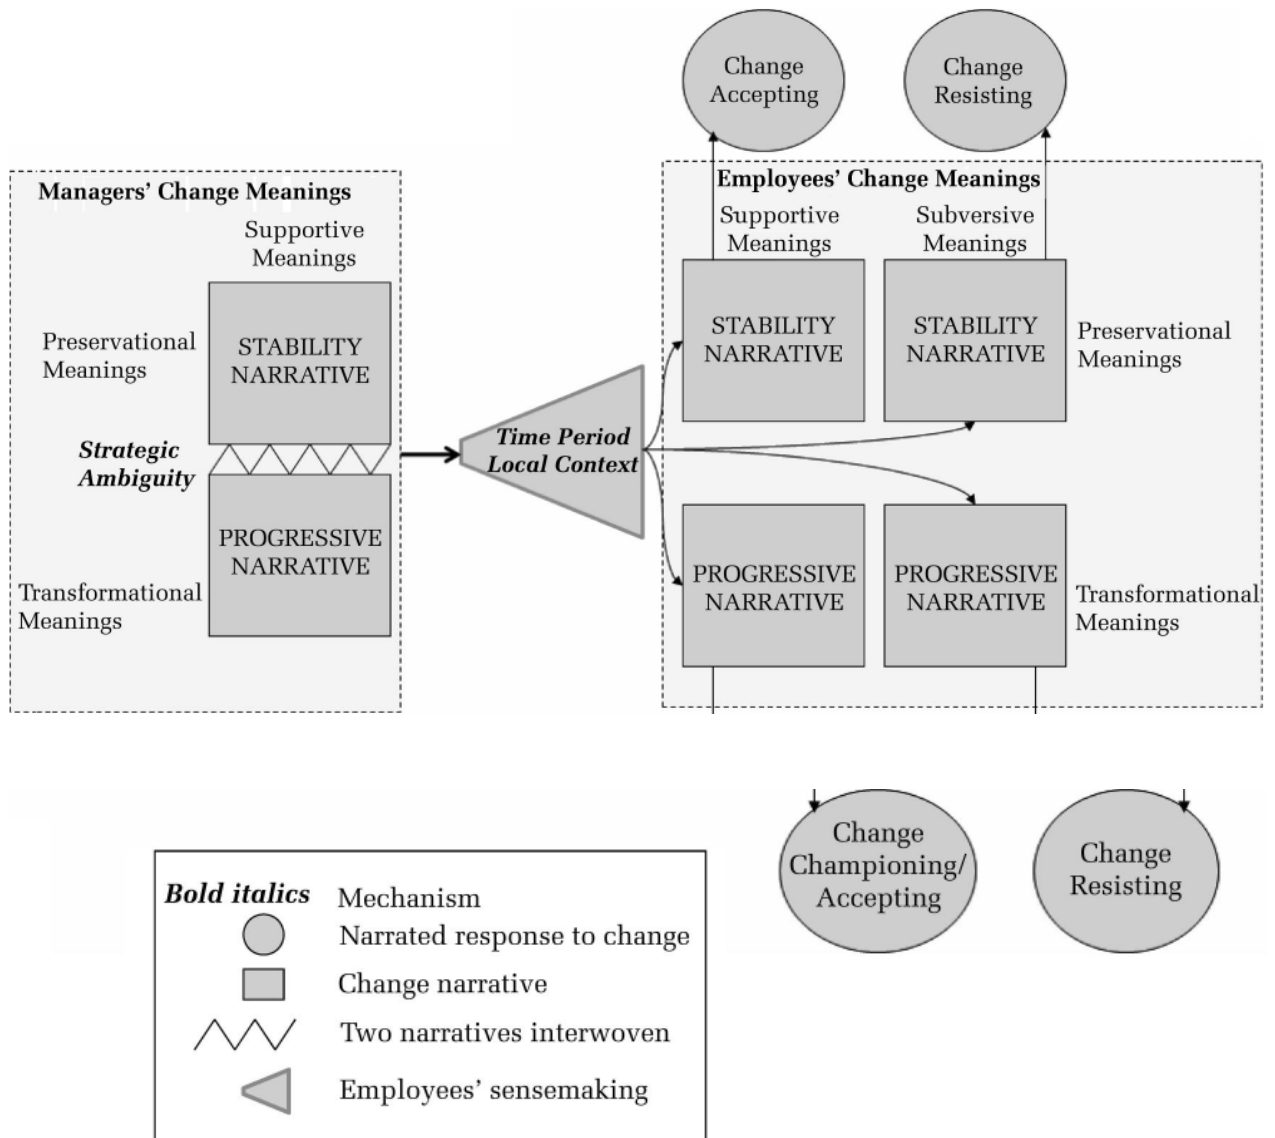 Change
Accepting
Change
Resisting
Managers’ Change Meanings
Supportive
Meanings
Preservational
Meanings
STABILITY
NARRATIVE
Strategic
Ambiguity
PROGRESSIVE
NARRATIVE
Transformational
Meanings
Time Period
Local Context
Employees’ Change Meanings
Supportive
Meanings
Subversive
Meanings
STABILITY
NARRATIVE
STABILITY
NARRATIVE
Preservational
Meanings
PROGRESSIVE
NARRATIVE
PROGRESSIVE
NARRATIVE
Transformational
Meanings
Change
Championing/
Accepting
Change
Resisting
Bold italics Mechanism
Narrated response to change
Change narrative
Two narratives interwoven
Employees’ sensemaking